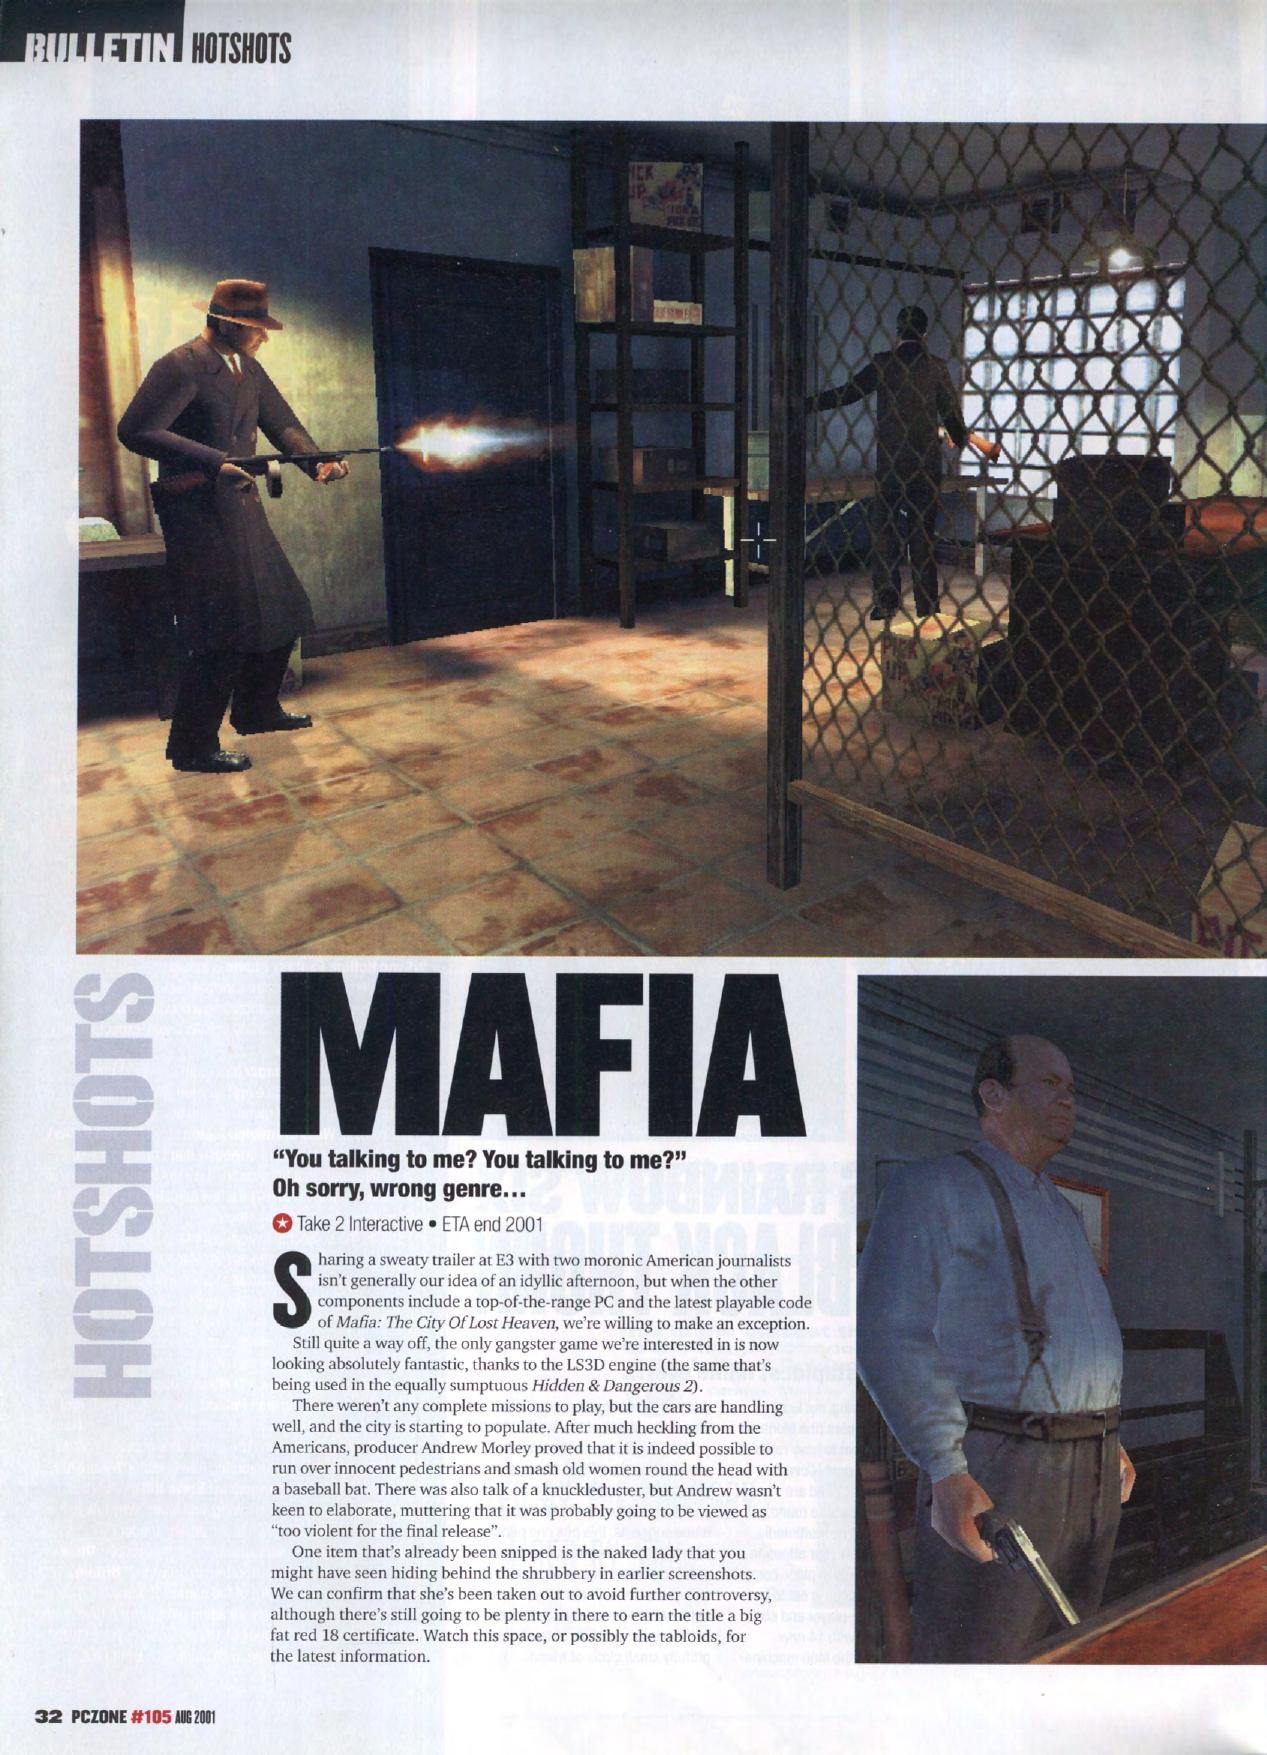 BULLETIN HOTSHOTS
PICK
UP
PICK
UP
HOTSHOTS
MAFIA
“You talking to me? You talking to me?”
Oh sorry, wrong genre…
Take 2 Interactive • ETA end 2001
Sharing a sweaty trailer at E3 with two moronic American journalists
isn't generally our idea of an idyllic afternoon, but when the other
components include a top-of-the-range PC and the latest playable code
of Mafia: The City Of Lost Heaven, we're willing to make an exception.
Still quite a way off, the only gangster game we're interested in is now
looking absolutely fantastic, thanks to the LS3D engine (the same that's
being used in the equally sumptuous Hidden & Dangerous 2).
There weren't any complete missions to play, but the cars are handling
well, and the city is starting to populate. After much heckling from the
Americans, producer Andrew Morley proved that it is indeed possible to
run over innocent pedestrians and smash old women round the head with
a baseball bat. There was also talk of a knuckleduster, but Andrew wasn't
keen to elaborate, muttering that it was probably going to be viewed as
“too violent for the final release”.
One item that's already been snipped is the naked lady that you
might have seen hiding behind the shrubbery in earlier screenshots.
We can confirm that she's been taken out to avoid further controversy,
although there's still going to be plenty in there to earn the title a big
fat red 18 certificate. Watch this space, or possibly the tabloids, for
the latest information.
32 PCZONE #105 AUG 2001